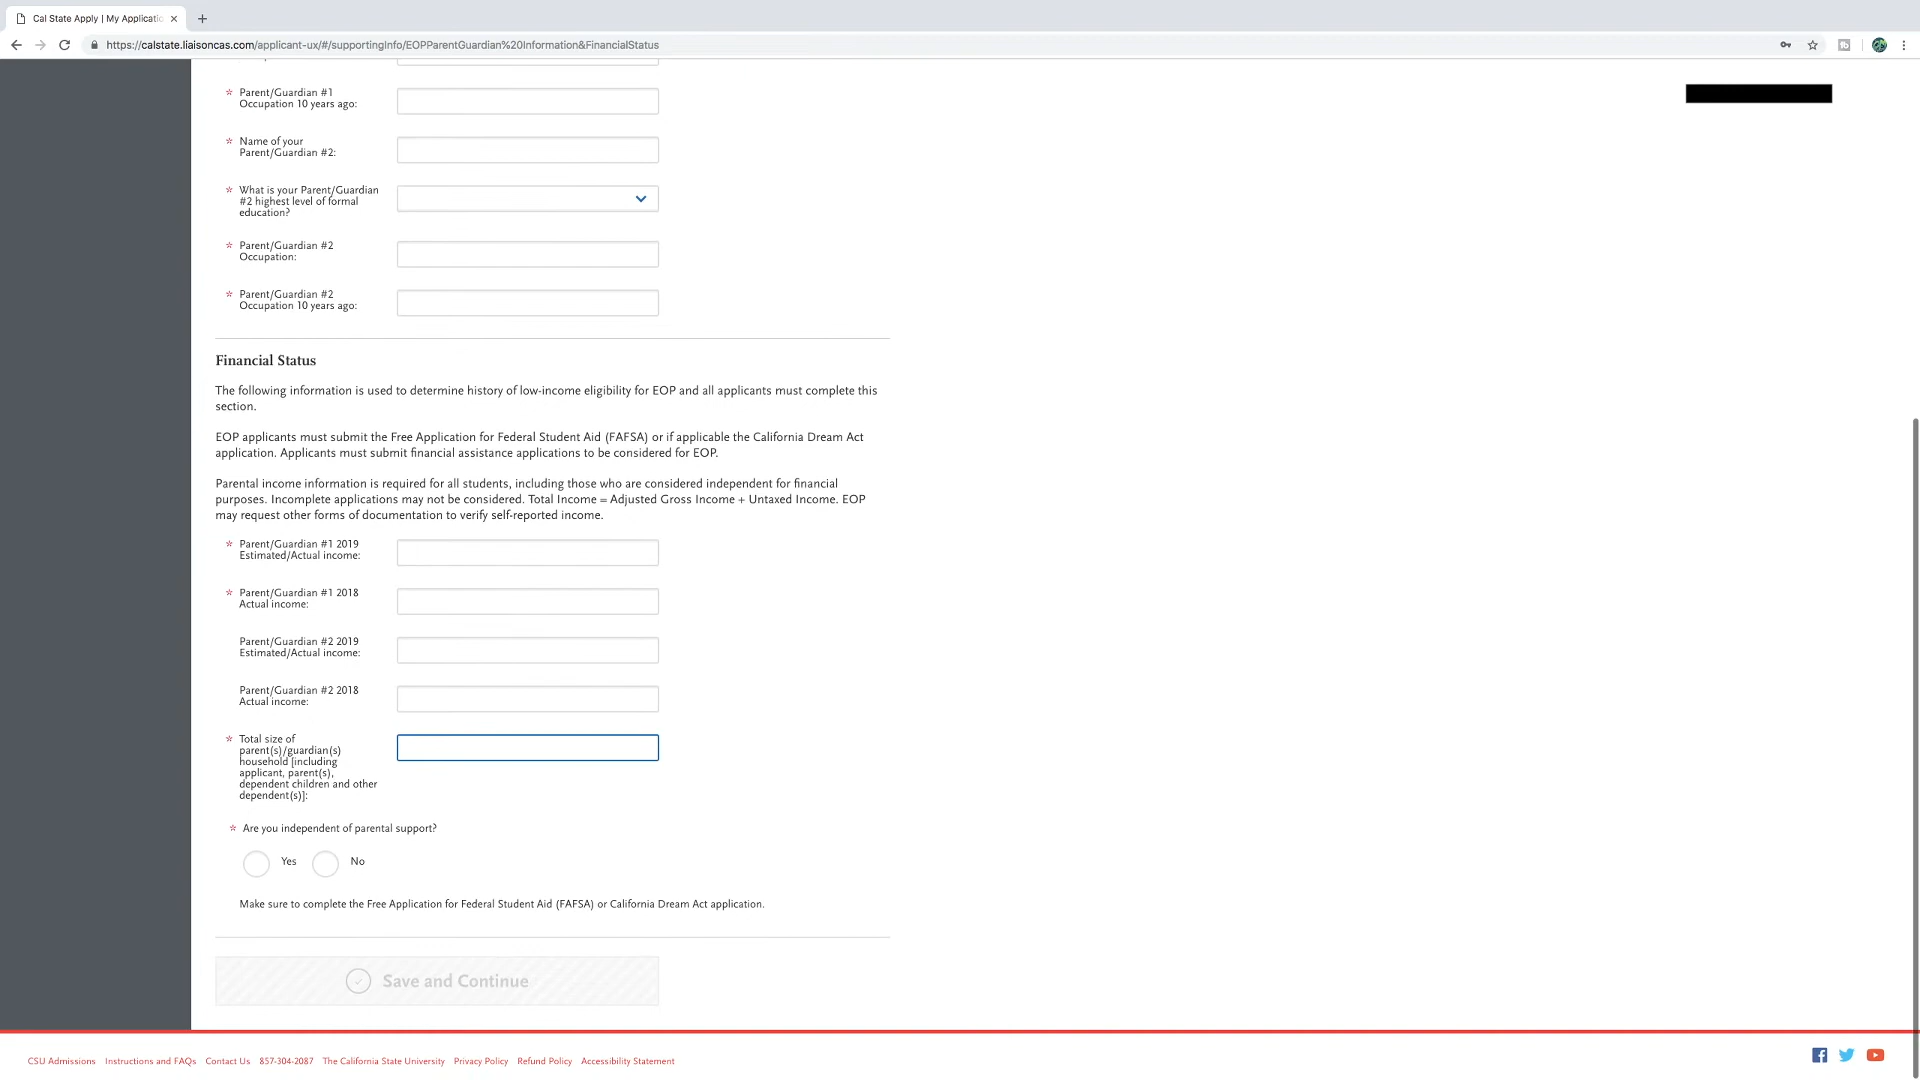 Cal State Apply | My Applicatio
https://calstate.liaisoncas.com/applicant-ux/#/supportingInfo/EOPParentGuardian%20Information&FinancialStatus
* Parent/Guardian #1
Occupation 10 years ago:
* Name of your
Parent/Guardian #2:
* What is your Parent/Guardian
#2 highest level of formal
education?
* Parent/Guardian #2
Occupation:
* Parent/Guardian #2
Occupation 10 years ago:
Financial Status
The following information is used to determine history of low-income eligibility for EOP and all applicants must complete this
section.
EOP applicants must submit the Free Application for Federal Student Aid (FAFSA) or if applicable the California Dream Act
application. Applicants must submit financial assistance applications to be considered for EOP.
Parental income information is required for all students, including those who are considered independent for financial
purposes. Incomplete applications may not be considered. Total Income = Adjusted Gross Income + Untaxed Income. EOP
may request other forms of documentation to verify self-reported income.
* Parent/Guardian #1 2019
Estimated/Actual income:
* Parent/Guardian #1 2018
Actual income:
Parent/Guardian #2 2019
Estimated/Actual income:
Parent/Guardian #2 2018
Actual income:
* Total size of
parent(s)/guardian(s)
household [including
applicant, parent(s),
dependent children and other
dependent(s)]:
* Are you independent of parental support?
Yes No
Make sure to complete the Free Application for Federal Student Aid (FAFSA) or California Dream Act application.
Save and Continue
CSU Admissions Instructions and FAQs Contact Us 857-304-2087 The California State University Privacy Policy Refund Policy Accessibility Statement